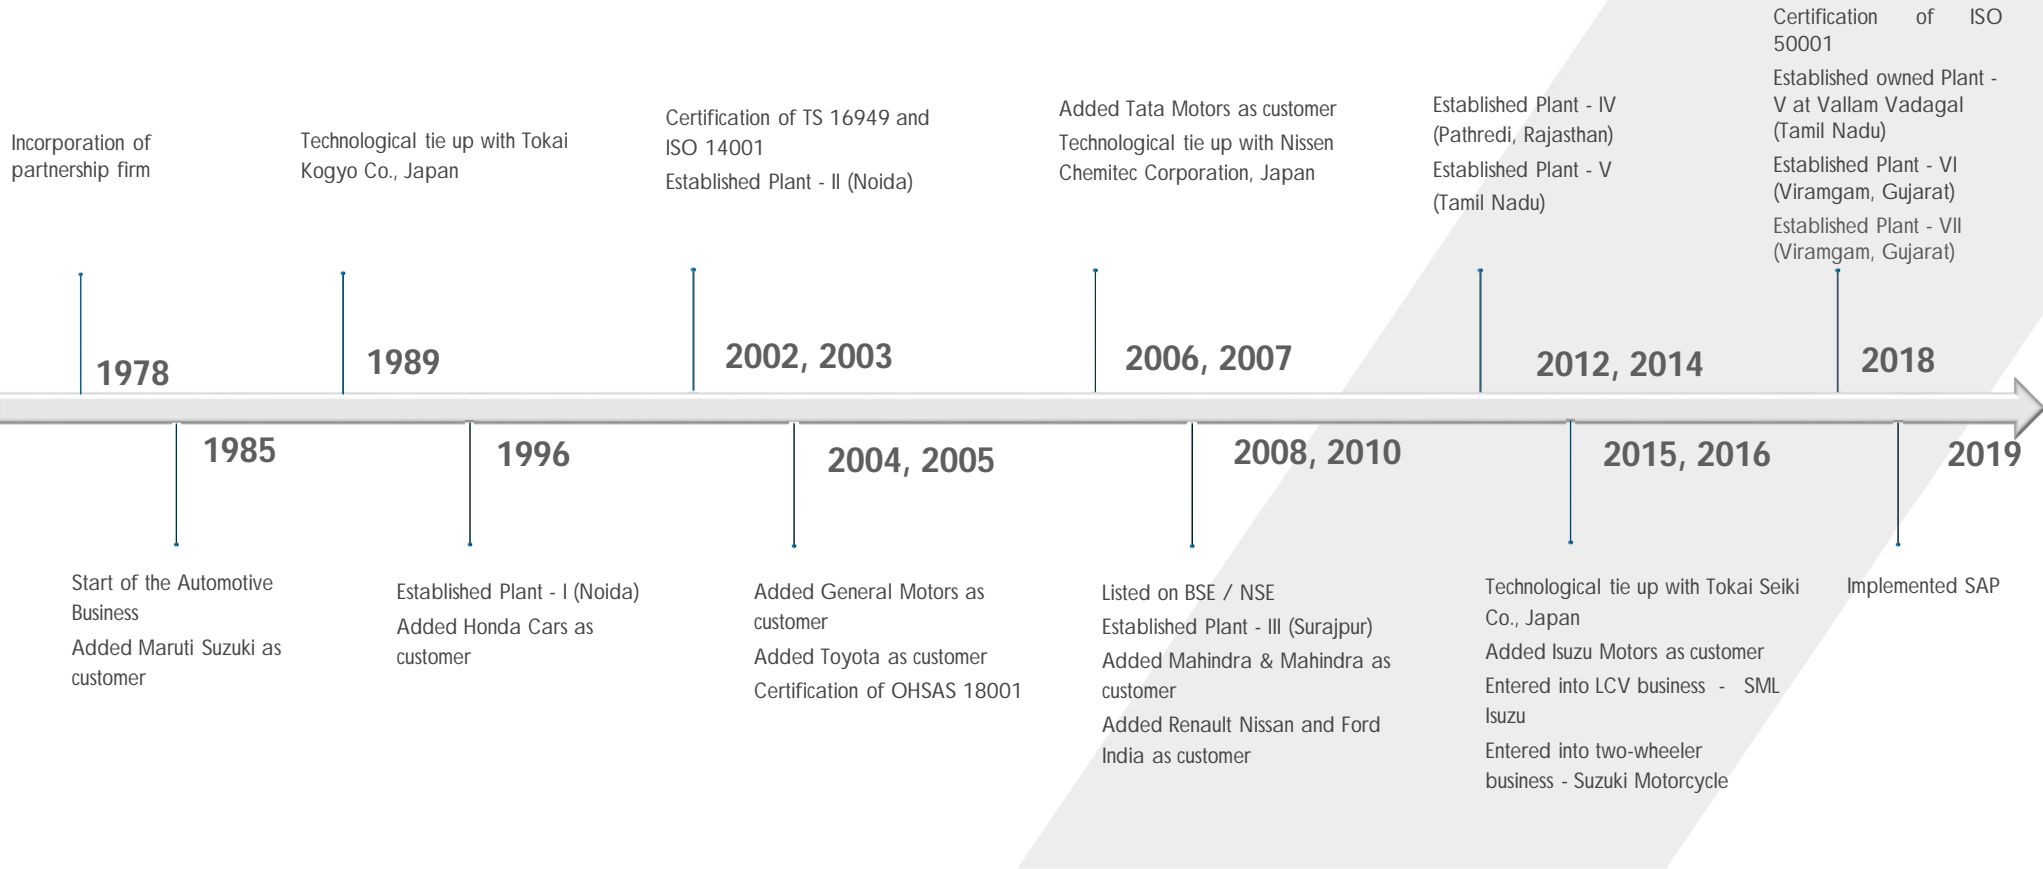 Incorporation of
partnership firm
1978
1985
Start of the Automotive
Business
Added Maruti Suzuki as
customer
Technological tie up with Tokai
Kogyo Co., Japan
1989
1996
Established Plant - I (Noida)
Added Honda Cars as
customer
Certification of TS 16949 and
ISO 14001
Established Plant - II (Noida)
2002, 2003
2004, 2005
Added General Motors as
customer
Added Toyota as customer
Certification of OHSAS 18001
Added Tata Motors as customer
Technological tie up with Nissen
Chemitec Corporation, Japan
2006, 2007
2008, 2010
Listed on BSE / NSE
Established Plant - III (Surajpur)
Added Mahindra & Mahindra as
customer
Added Renault Nissan and Ford
India as customer
Established Plant - IV
(Pathredi, Rajasthan)
Established Plant - V
(Tamil Nadu)
2012, 2014
2015, 2016
Technological tie up with Tokai Seiki
Co., Japan
Added Isuzu Motors as customer
Entered into LCV business - SML
Isuzu
Entered into two-wheeler
business - Suzuki Motorcycle
Certification of ISO
50001
Established owned Plant -
V at Vallam Vadagal
(Tamil Nadu)
Established Plant - VI
(Viramgam, Gujarat)
Established Plant - VII
(Viramgam, Gujarat)
2018
2019
Implemented SAP